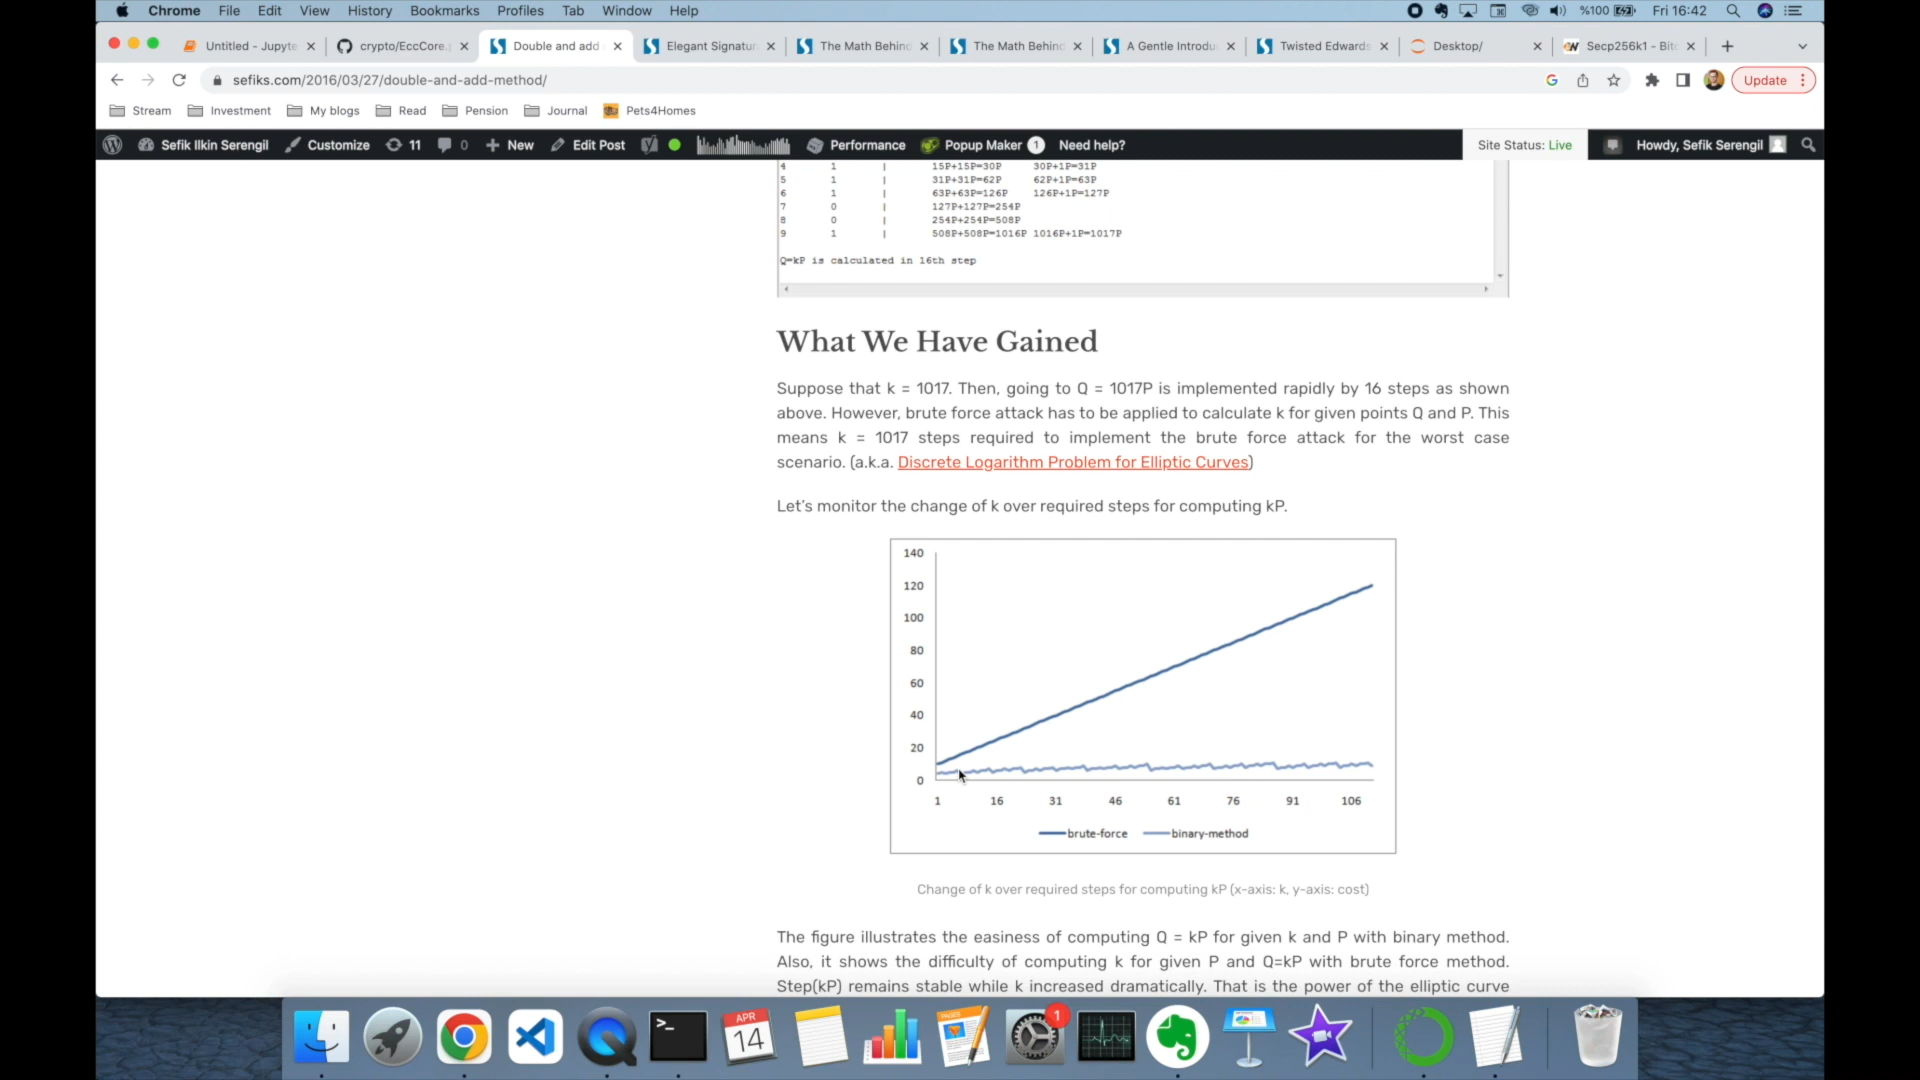 Chrome File Edit View History Bookmarks Profiles Tab Window Help %100 Fri 16:42
Untitled - Jupyte crypto/EccCore. Double and add Elegant Signatur The Math Behin The Math Behin A Gentle Introdu Twisted Edwards Desktop/ Secp256k1 - Bit
sefiks.com/2016/03/27/double-and-add-method/ Update
Stream Investment My blogs Read Pension Journal Pets4Homes
Sefik Ilkin Serengil Customize 11 0 New Edit Post Performance Popup Maker 1 Need help? Site Status: Live Howdy, Sefik Serengil
4 1 | 15P+15P=30P 30P+1P=31P
5 1 | 31P+31P=62P 62P+1P=63P
6 1 | 63P+63P=126P 126P+1P=127P
7 0 | 127P+127P=254P
8 0 | 254P+254P=508P
9 1 | 508P+508P=1016P 1016P+1P=1017P
Q=kP is calculated in 16th step
What We Have Gained
Suppose that k = 1017. Then, going to Q = 1017P is implemented rapidly by 16 steps as shown
above. However, brute force attack has to be applied to calculate k for given points Q and P. This
means k = 1017 steps required to implement the brute force attack for the worst case
scenario. (a.k.a. Discrete Logarithm Problem for Elliptic Curves)
Let's monitor the change of k over required steps for computing kP.
140
120
100
80
60
40
20
0
1 16 31 46 61 76 91 106
brute-force binary-method
Change of k over required steps for computing kP (x-axis: k, y-axis: cost)
The figure illustrates the easiness of computing Q = kP for given k and P with binary method.
Also, it shows the difficulty of computing k for given P and Q=kP with brute force method.
Step(kP) remains stable while k increased dramatically. That is the power of the elliptic curve
APR
14
PAGES
1